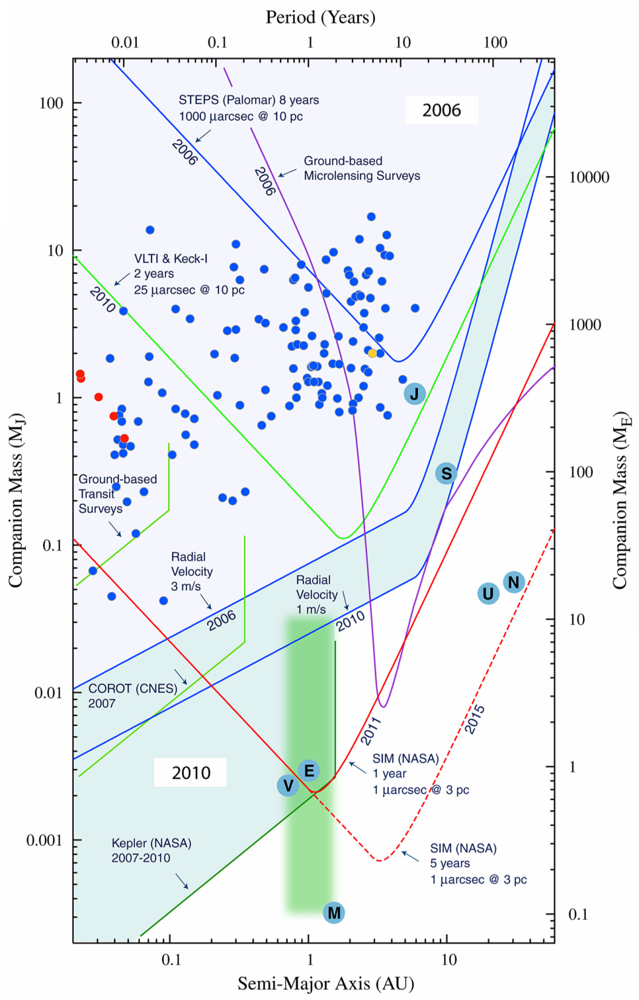 Period (Years)
0.01 0.1 1 10 100
STEPS (Palomar) 8 years
1000 μarcsec @ 10 pc
2006
2006
Ground-based
Microlensing Surveys
2006
VLTI & Keck-I
2 years
25 μarcsec @ 10 pc
2010
J
S
Ground-based
Transit
Surveys
Radial
Velocity
3 m/s
2006
Radial
Velocity
1 m/s
2010
U
N
COROT (CNES)
2007
2010
V
E
2011
2015
SIM (NASA)
1 year
1 μarcsec @ 3 pc
Kepler (NASA)
2007-2010
SIM (NASA)
5 years
1 μarcsec @ 3 pc
M
Companion Mass (MJ)
100
10
1
0.1
0.01
0.001
Companion Mass (ME)
10000
1000
100
10
1
0.1
0.1 1 10
Semi-Major Axis (AU)